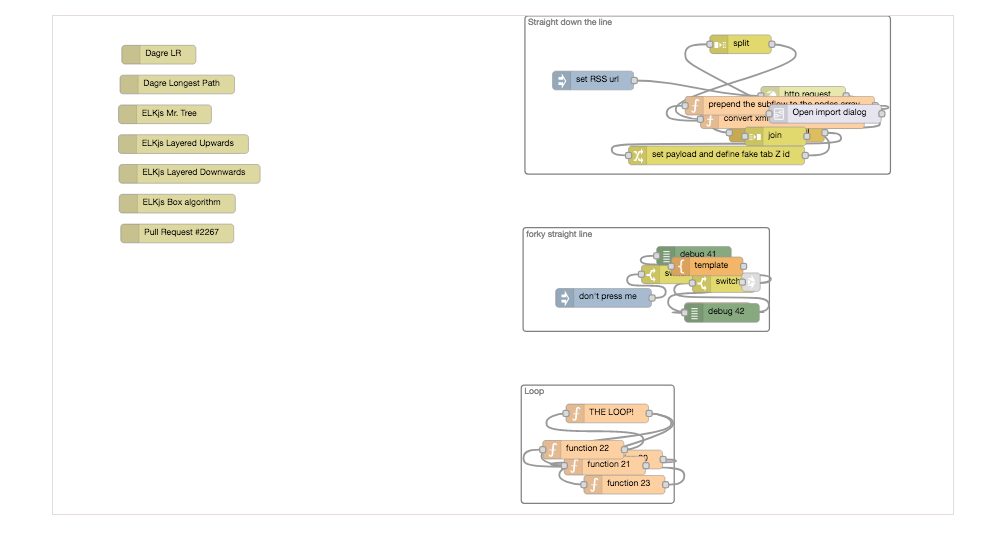 Dagre LR
Dagre Longest Path
ELKjs Mr. Tree
ELKjs Layered Upwards
ELKjs Layered Downwards
ELKjs Box algorithm
Pull Request #2267
Straight down the line
split
set RSS url
http request
prepend the subflow to the nodes array
convert xml
Open import dialog
join
set payload and define fake tab Z id
forky straight line
debug 41
template
switch
don't press me
debug 42
Loop
THE LOOP!
function 22
function 21
function 23